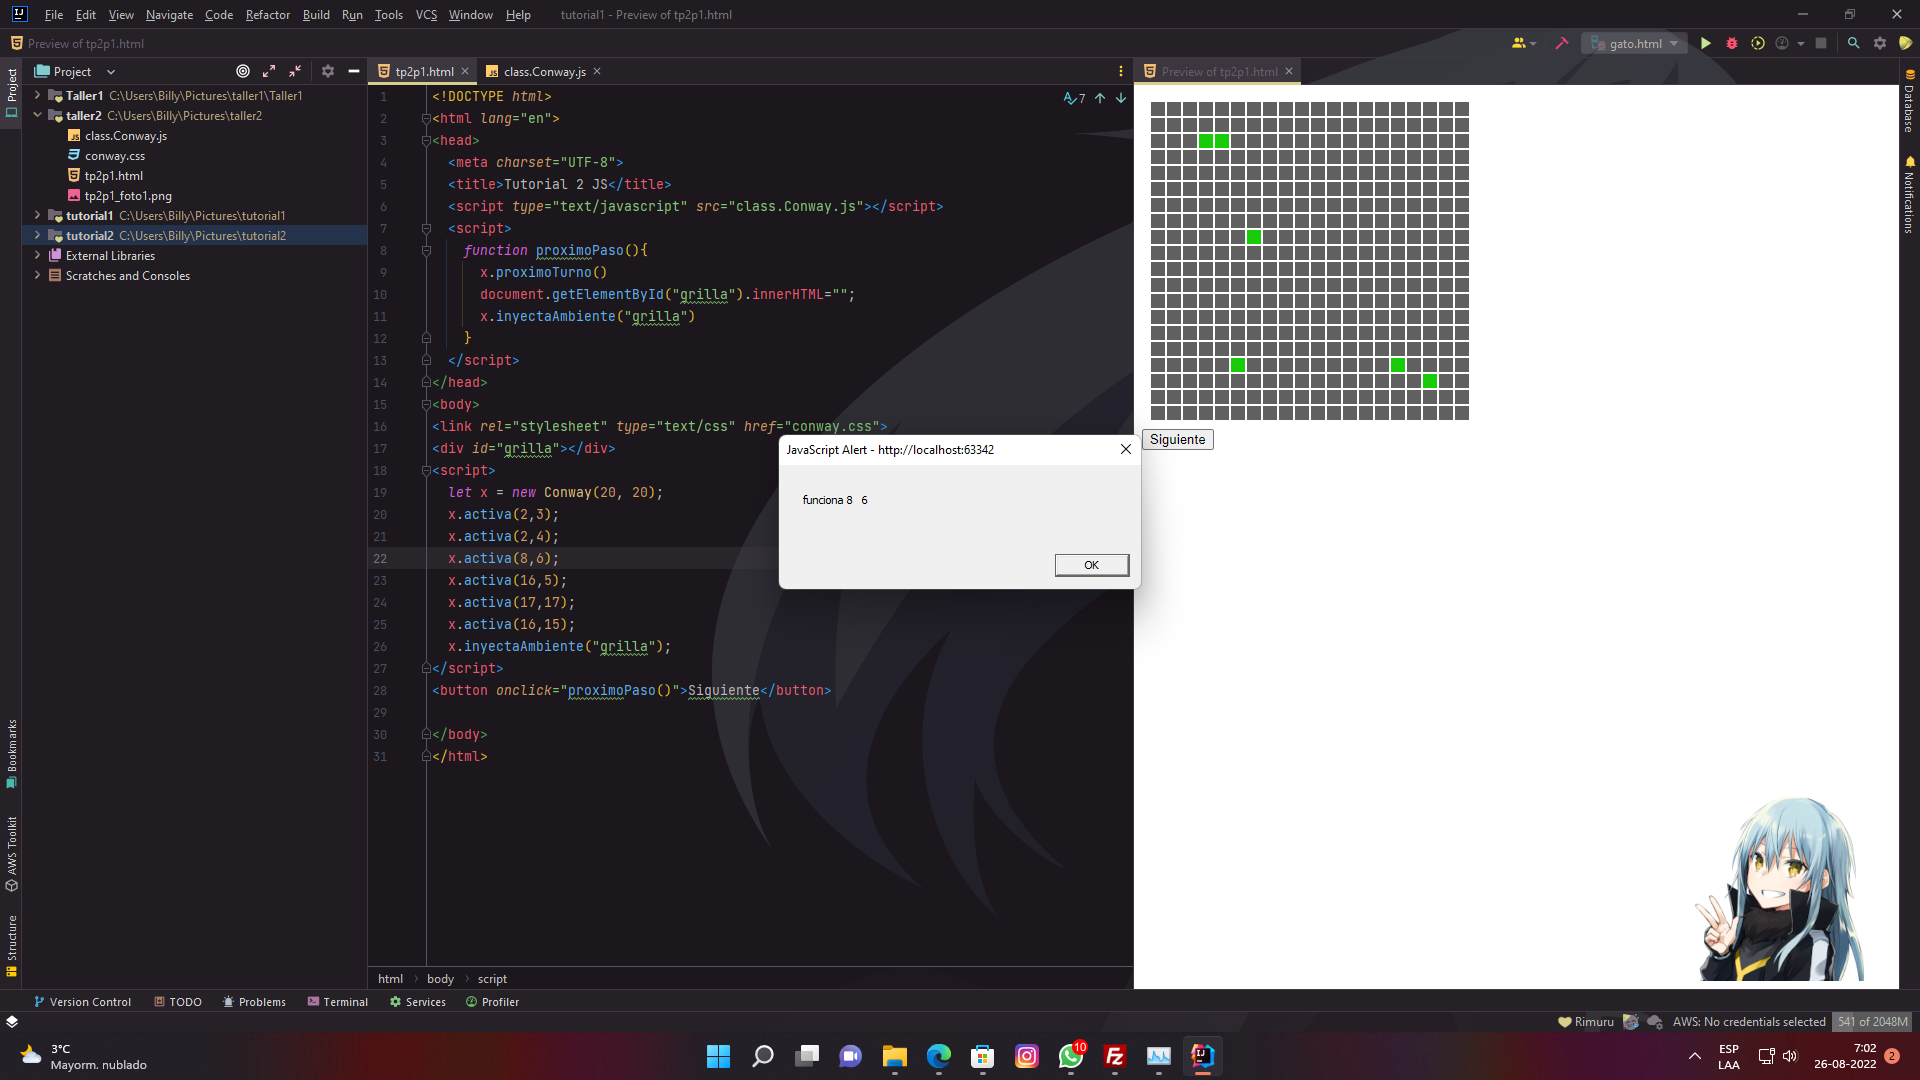 File Edit View Navigate Code Refactor Build Run Tools VCS Window Help tutorial1 - Preview of tp2p1.html
Preview of tp2p1.html
gato.html
Project
tp2p1.html
class.Conway.js
Preview of tp2p1.html
Project
Taller1 C:\Users\Billy\Pictures\taller1\Taller1
taller2 C:\Users\Billy\Pictures\taller2
class.Conway.js
conway.css
tp2p1.html
tp2p1_foto1.png
tutorial1 C:\Users\Billy\Pictures\tutorial1
tutorial2 C:\Users\Billy\Pictures\tutorial2
External Libraries
Scratches and Consoles
Bookmarks
AWS Toolkit
Structure
7
1 <!DOCTYPE html>
2 <html lang="en">
3 <head>
4 <meta charset="UTF-8">
5 <title>Tutorial 2 JS</title>
6 <script type="text/javascript" src="class.Conway.js"></script>
7 <script>
8 function proximoPaso(){
9 x.proximoTurno()
10 document.getElementById("grilla").innerHTML="";
11 x.inyectaAmbiente("grilla")
12 }
13 </script>
14 </head>
15 <body>
16 <link rel="stylesheet" type="text/css" href="conway.css">
17 <div id="grilla"></div>
18 <script>
19 let x = new Conway(20, 20);
20 x.activa(2,3);
21 x.activa(2,4);
22 x.activa(8,6);
23 x.activa(16,5);
24 x.activa(17,17);
25 x.activa(16,15);
26 x.inyectaAmbiente("grilla");
27 </script>
28 <button onclick="proximoPaso()">Siguiente</button>
29
30 </body>
31 </html>
JavaScript Alert - http://localhost:63342
funciona 8 6
OK
Siguiente
Database
Notifications
html body script
Version Control TODO Problems Terminal Services Profiler
Rimuru AWS: No credentials selected 541 of 2048M
3°C
Mayorm. nublado
10
ESP
LAA
7:02
26-08-2022
2